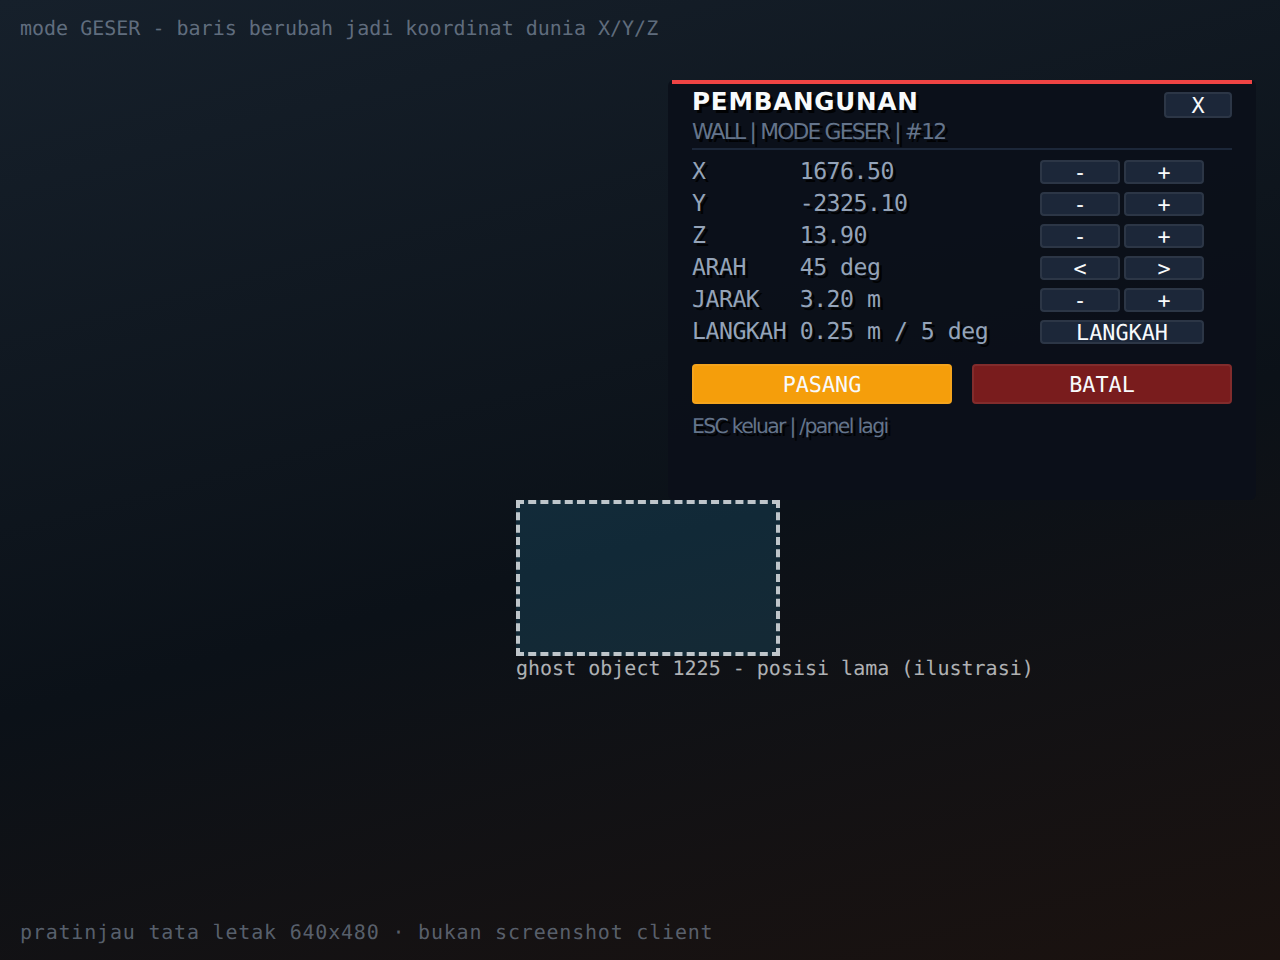 mode GESER - baris berubah jadi koordinat dunia X/Y/Z
PEMBANGUNAN X
WALL | MODE GESER | #12
X 1676.50 - +
Y -2325.10 - +
Z 13.90 - +
ARAH 45 deg < >
JARAK 3.20 m - +
LANGKAH 0.25 m / 5 deg LANGKAH
PASANG BATAL
ESC keluar | /panel lagi
ghost object 1225 - posisi lama (ilustrasi)
pratinjau tata letak 640x480 · bukan screenshot client